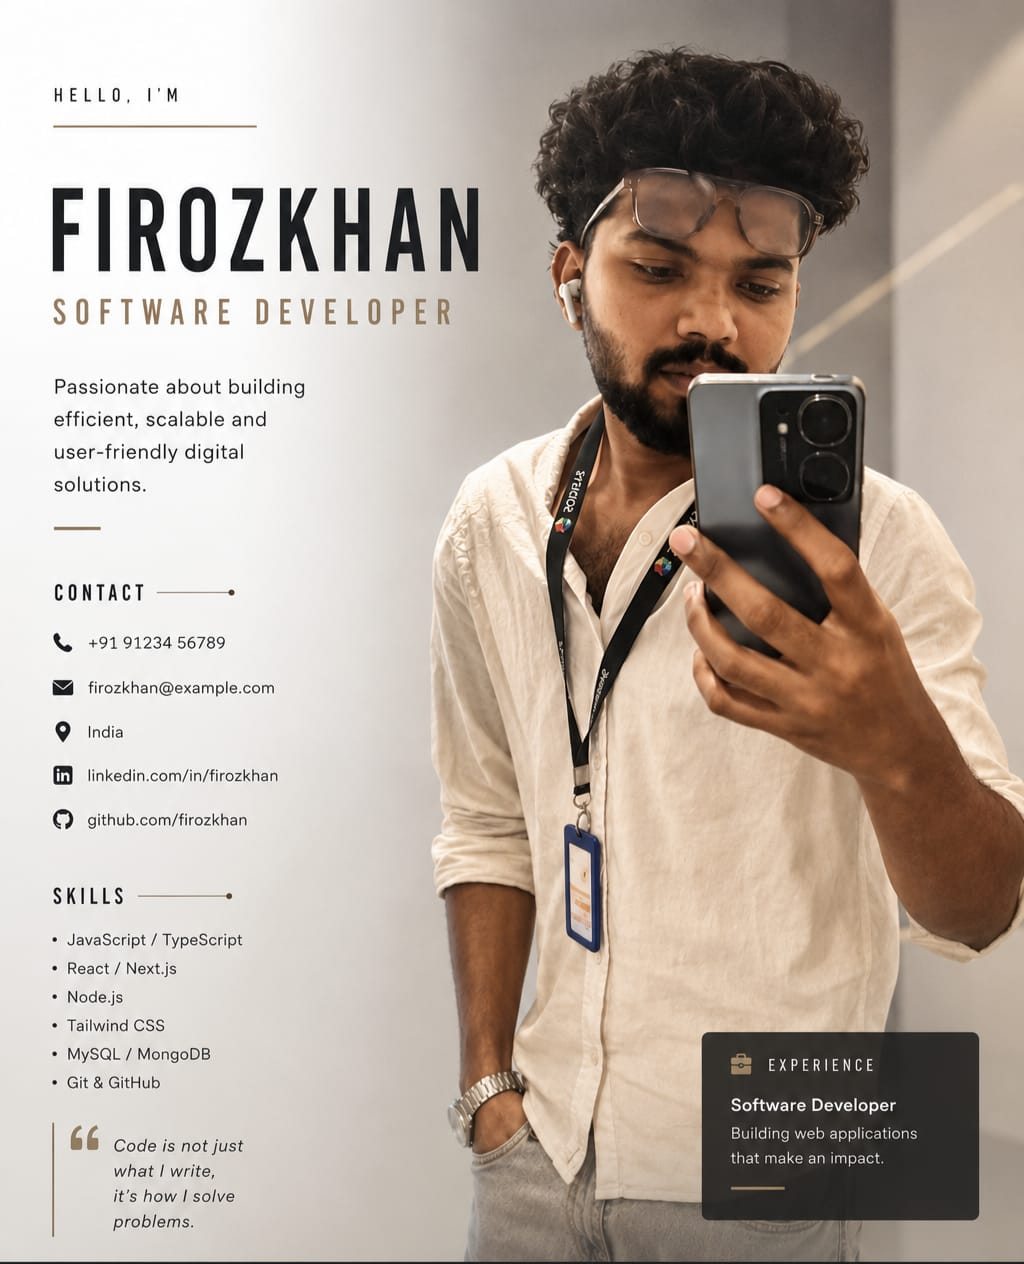 HELLO, I'M
FIROZKHAN
SOFTWARE DEVELOPER
Passionate about building
efficient, scalable and
user-friendly digital
solutions.
CONTACT
+91 91234 56789
firozkhan@example.com
India
linkedin.com/in/firozkhan
github.com/firozkhan
SKILLS
• JavaScript / TypeScript
• React / Next.js
• Node.js
• Tailwind CSS
• MySQL / MongoDB
• Git & GitHub
“ Code is not just
what I write,
it's how I solve
problems.
EXPERIENCE
Software Developer
Building web applications
that make an impact.